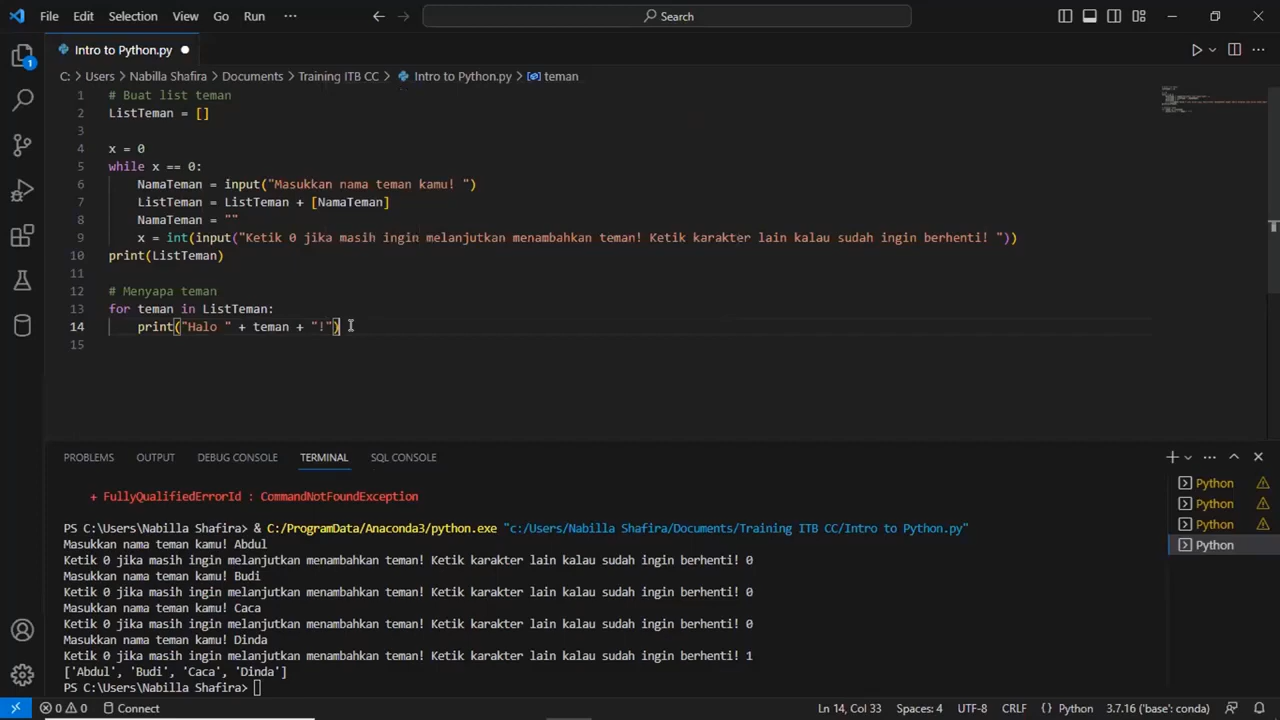 File Edit Selection View Go Run ··· Search
Intro to Python.py
C: > Users > Nabilla Shafira > Documents > Training ITB CC > Intro to Python.py > teman
1 # Buat list teman
2 ListTeman = []
3
4 x = 0
5 while x == 0:
6 NamaTeman = input("Masukkan nama teman kamu! ")
7 ListTeman = ListTeman + [NamaTeman]
8 NamaTeman = ""
9 x = int(input("Ketik 0 jika masih ingin melanjutkan menambahkan teman! Ketik karakter lain kalau sudah ingin berhenti! "))
10 print(ListTeman)
11
12 # Menyapa teman
13 for teman in ListTeman:
14 print("Halo " + teman + "!")
15
PROBLEMS OUTPUT DEBUG CONSOLE TERMINAL SQL CONSOLE
+ FullyQualifiedErrorId : CommandNotFoundException
PS C:\Users\Nabilla Shafira> & C:/ProgramData/Anaconda3/python.exe "c:/Users/Nabilla Shafira/Documents/Training ITB CC/Intro to Python.py"
Masukkan nama teman kamu! Abdul
Ketik 0 jika masih ingin melanjutkan menambahkan teman! Ketik karakter lain kalau sudah ingin berhenti! 0
Masukkan nama teman kamu! Budi
Ketik 0 jika masih ingin melanjutkan menambahkan teman! Ketik karakter lain kalau sudah ingin berhenti! 0
Masukkan nama teman kamu! Caca
Ketik 0 jika masih ingin melanjutkan menambahkan teman! Ketik karakter lain kalau sudah ingin berhenti! 0
Masukkan nama teman kamu! Dinda
Ketik 0 jika masih ingin melanjutkan menambahkan teman! Ketik karakter lain kalau sudah ingin berhenti! 1
['Abdul', 'Budi', 'Caca', 'Dinda']
PS C:\Users\Nabilla Shafira>
Python
Python
Python
Python
0 0 Connect Ln 14, Col 33 Spaces: 4 UTF-8 CRLF {} Python 3.7.16 ('base': conda)